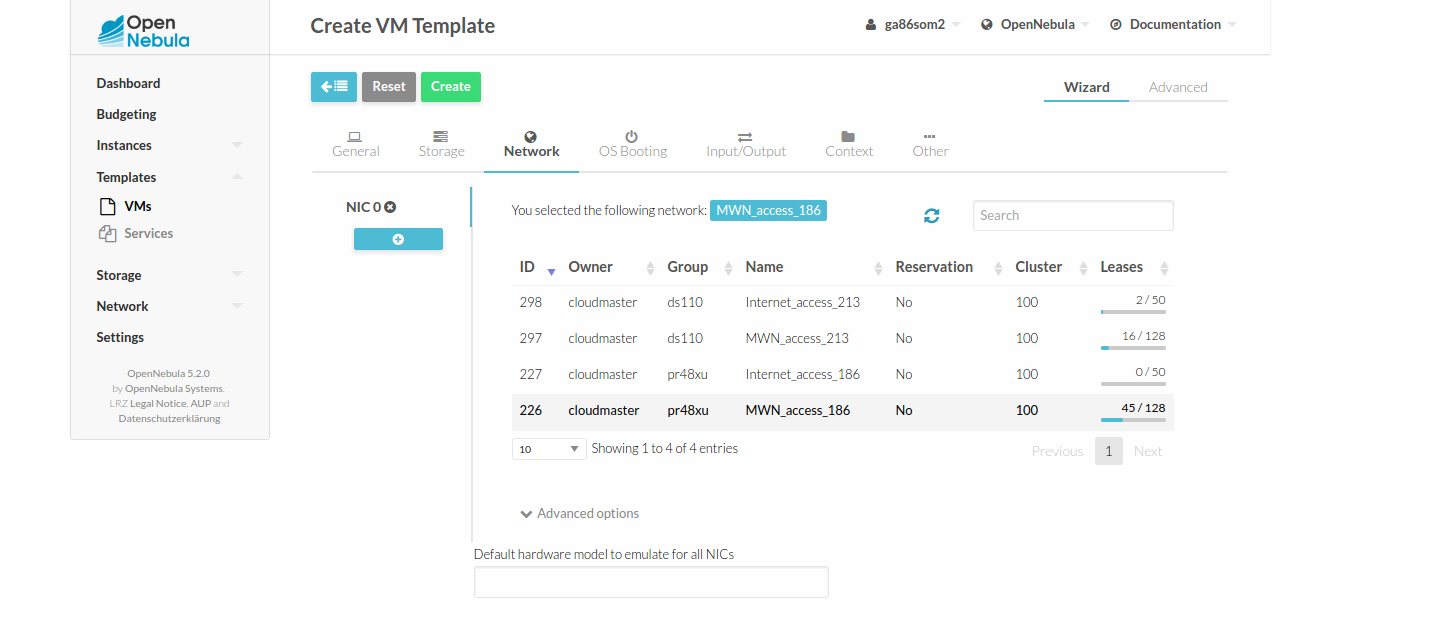 Open Nebula
Create VM Template
ga86som2 OpenNebula Documentation
Dashboard
Budgeting
Instances
Templates
VMs
Services
Storage
Network
Settings
OpenNebula 5.2.0
by OpenNebula Systems.
LRZ Legal Notice, AUP and
Datenschutzerklärung
Reset Create
Wizard Advanced
General Storage Network OS Booting Input/Output Context Other
NIC 0
You selected the following network: MWN_access_186
Search
ID Owner Group Name Reservation Cluster Leases
298 cloudmaster ds110 Internet_access_213 No 100 2 / 50
297 cloudmaster ds110 MWN_access_213 No 100 16 / 128
227 cloudmaster pr48xu Internet_access_186 No 100 0 / 50
226 cloudmaster pr48xu MWN_access_186 No 100 45 / 128
10 Showing 1 to 4 of 4 entries Previous 1 Next
Advanced options
Default hardware model to emulate for all NICs